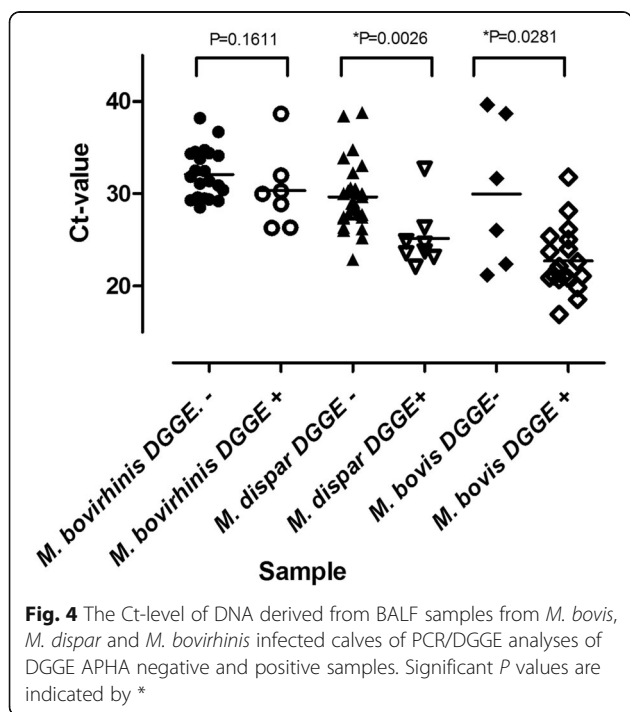 P=0.1611 *P=0.0026 *P=0.0281
Ct-value
40
30
20
M. bovirhinis DGGE. -
M. bovirhinis DGGE +
M. dispar DGGE -
M. dispar DGGE+
M. bovis DGGE-
M. bovis DGGE +
Sample
Fig. 4 The Ct-level of DNA derived from BALF samples from M. bovis,
M. dispar and M. bovirhinis infected calves of PCR/DGGE analyses of
DGGE APHA negative and positive samples. Significant P values are
indicated by *